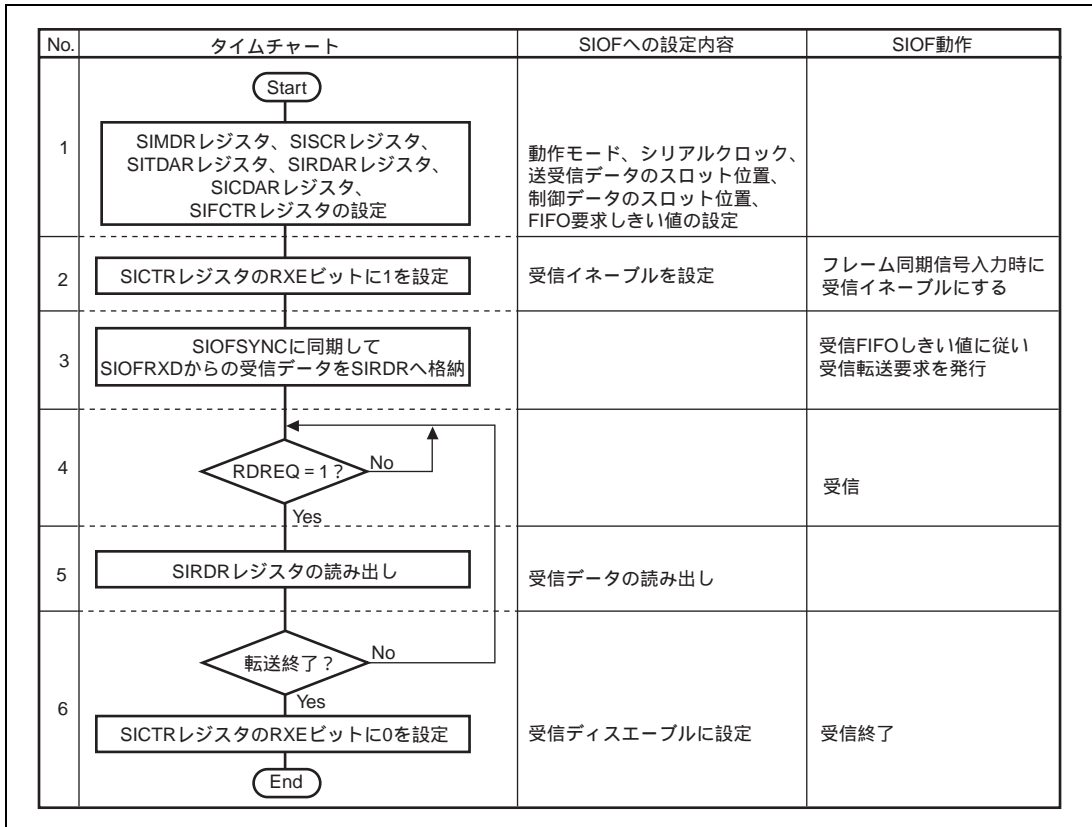 No.
タイムチャート
SIOFへの設定内容
SIOF動作
Start
1
SIMDRレジスタ、SISCRレジスタ、
SITDARレジスタ、SIRDARレジスタ、
SICDARレジスタ、
SIFCTRレジスタの設定
動作モード、シリアルクロック、
送受信データのスロット位置、
制御データのスロット位置、
FIFO要求しきい値の設定
2
SICTRレジスタのRXEビットに1を設定
受信イネーブルを設定
フレーム同期信号入力時に
受信イネーブルにする
3
SIOFSYNCに同期して
SIOFRXDからの受信データをSIRDRへ格納
受信FIFOしきい値に従い
受信転送要求を発行
4
RDREQ = 1？
No
受信
Yes
5
SIRDRレジスタの読み出し
受信データの読み出し
転送終了？
No
6
Yes
SICTRレジスタのRXEビットに0を設定
受信ディスエーブルに設定
受信終了
End